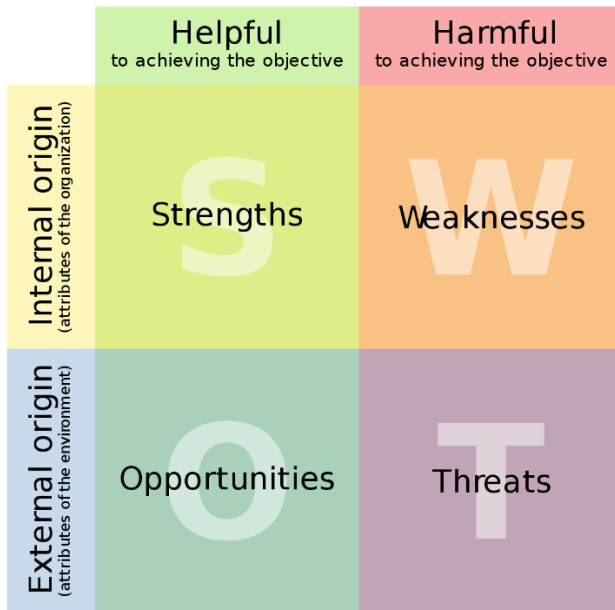 Helpful
to achieving the objective
Harmful
to achieving the objective
Internal origin
(attributes of the organization)
S
Strengths
W
Weaknesses
External origin
(attributes of the environment)
O
Opportunities
T
Threats